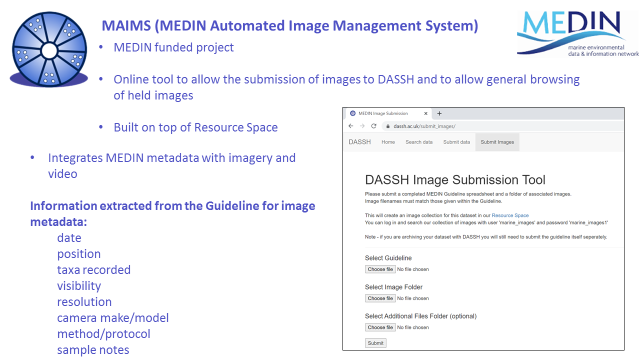 MAIMS (MEDIN Automated Image Management System)
• MEDIN funded project
• Online tool to allow the submission of images to DASSH and to allow general browsing
of held images
• Built on top of Resource Space
• Integrates MEDIN metadata with imagery and
video
Information extracted from the Guideline for image
metadata:
date
position
taxa recorded
visibility
resolution
camera make/model
method/protocol
sample notes
MEDIN
marine environmental
data & information network
MEDIN Image Submission
dassh.ac.uk/submit_images/
DASSH Home Search data Submit data Submit Images
DASSH Image Submission Tool
Please submit a completed MEDIN Guideline spreadsheet and a folder of associated images.
Image filenames must match those given within the Guideline.
This will create an image collection for this dataset in our Resource Space
You can log in and search our collection of images with user 'marine_images' and password 'marine_images1!'
Note - if you are archiving your dataset with DASSH you will still need to submit the guideline itself seperately.
Select Guideline
Choose file No file chosen
Select Image Folder
Choose file No file chosen
Select Additional Files Folder (optional)
Choose file No file chosen
Submit